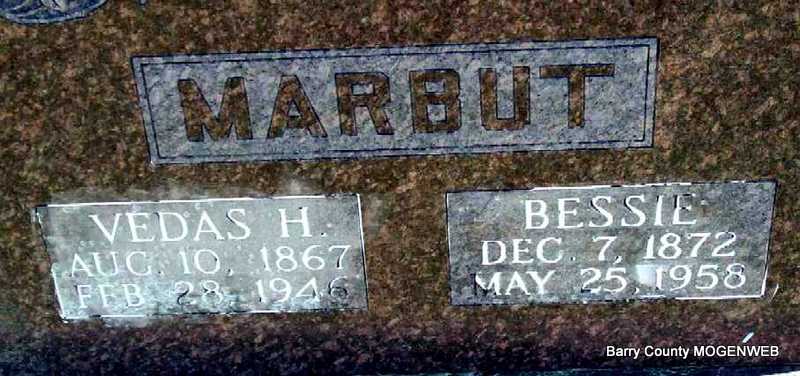 MARBUT
VEDAS H.
AUG. 10, 1867
FEB. 28, 1946
BESSIE
DEC. 7, 1872
MAY 25, 1958
Barry County MOGENWEB